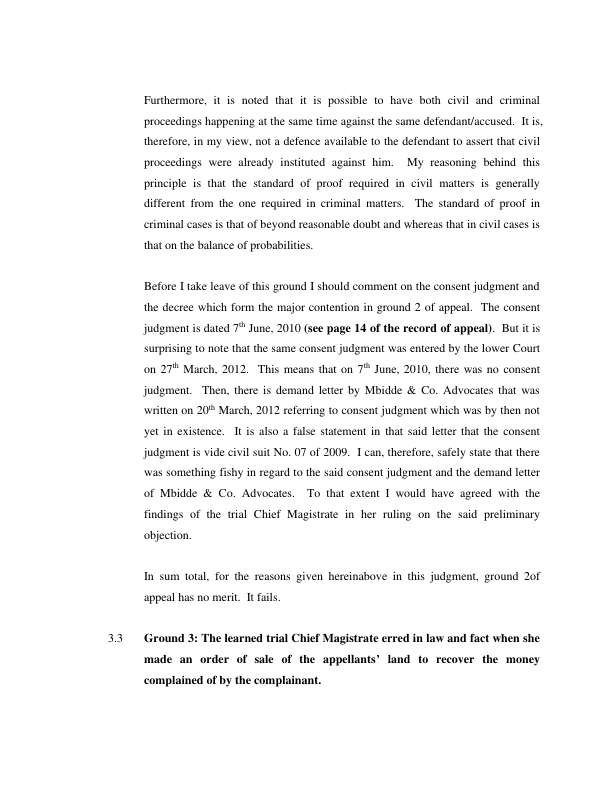 Furthermore, it is noted that it is possible to have both civil and criminal
proceedings happening at the same time against the same defendant/accused. It is,
therefore, in my view, not a defence available to the defendant to assert that civil
proceedings were already instituted against him. My reasoning behind this
principle is that the standard of proof required in civil matters is generally
different from the one required in criminal matters. The standard of proof in
criminal cases is that of beyond reasonable doubt and whereas that in civil cases is
that on the balance of probabilities.
Before I take leave of this ground I should comment on the consent judgment and
the decree which form the major contention in ground 2 of appeal. The consent
judgment is dated 7th June, 2010 (see page 14 of the record of appeal). But it is
surprising to note that the same consent judgment was entered by the lower Court
on 27th March, 2012. This means that on 7th June, 2010, there was no consent
judgment. Then, there is demand letter by Mbidde & Co. Advocates that was
written on 20th March, 2012 referring to consent judgment which was by then not
yet in existence. It is also a false statement in that said letter that the consent
judgment is vide civil suit No. 07 of 2009. I can, therefore, safely state that there
was something fishy in regard to the said consent judgment and the demand letter
of Mbidde & Co. Advocates. To that extent I would have agreed with the
findings of the trial Chief Magistrate in her ruling on the said preliminary
objection.
In sum total, for the reasons given hereinabove in this judgment, ground 2of
appeal has no merit. It fails.
3.3 Ground 3: The learned trial Chief Magistrate erred in law and fact when she
made an order of sale of the appellants’ land to recover the money
complained of by the complainant.